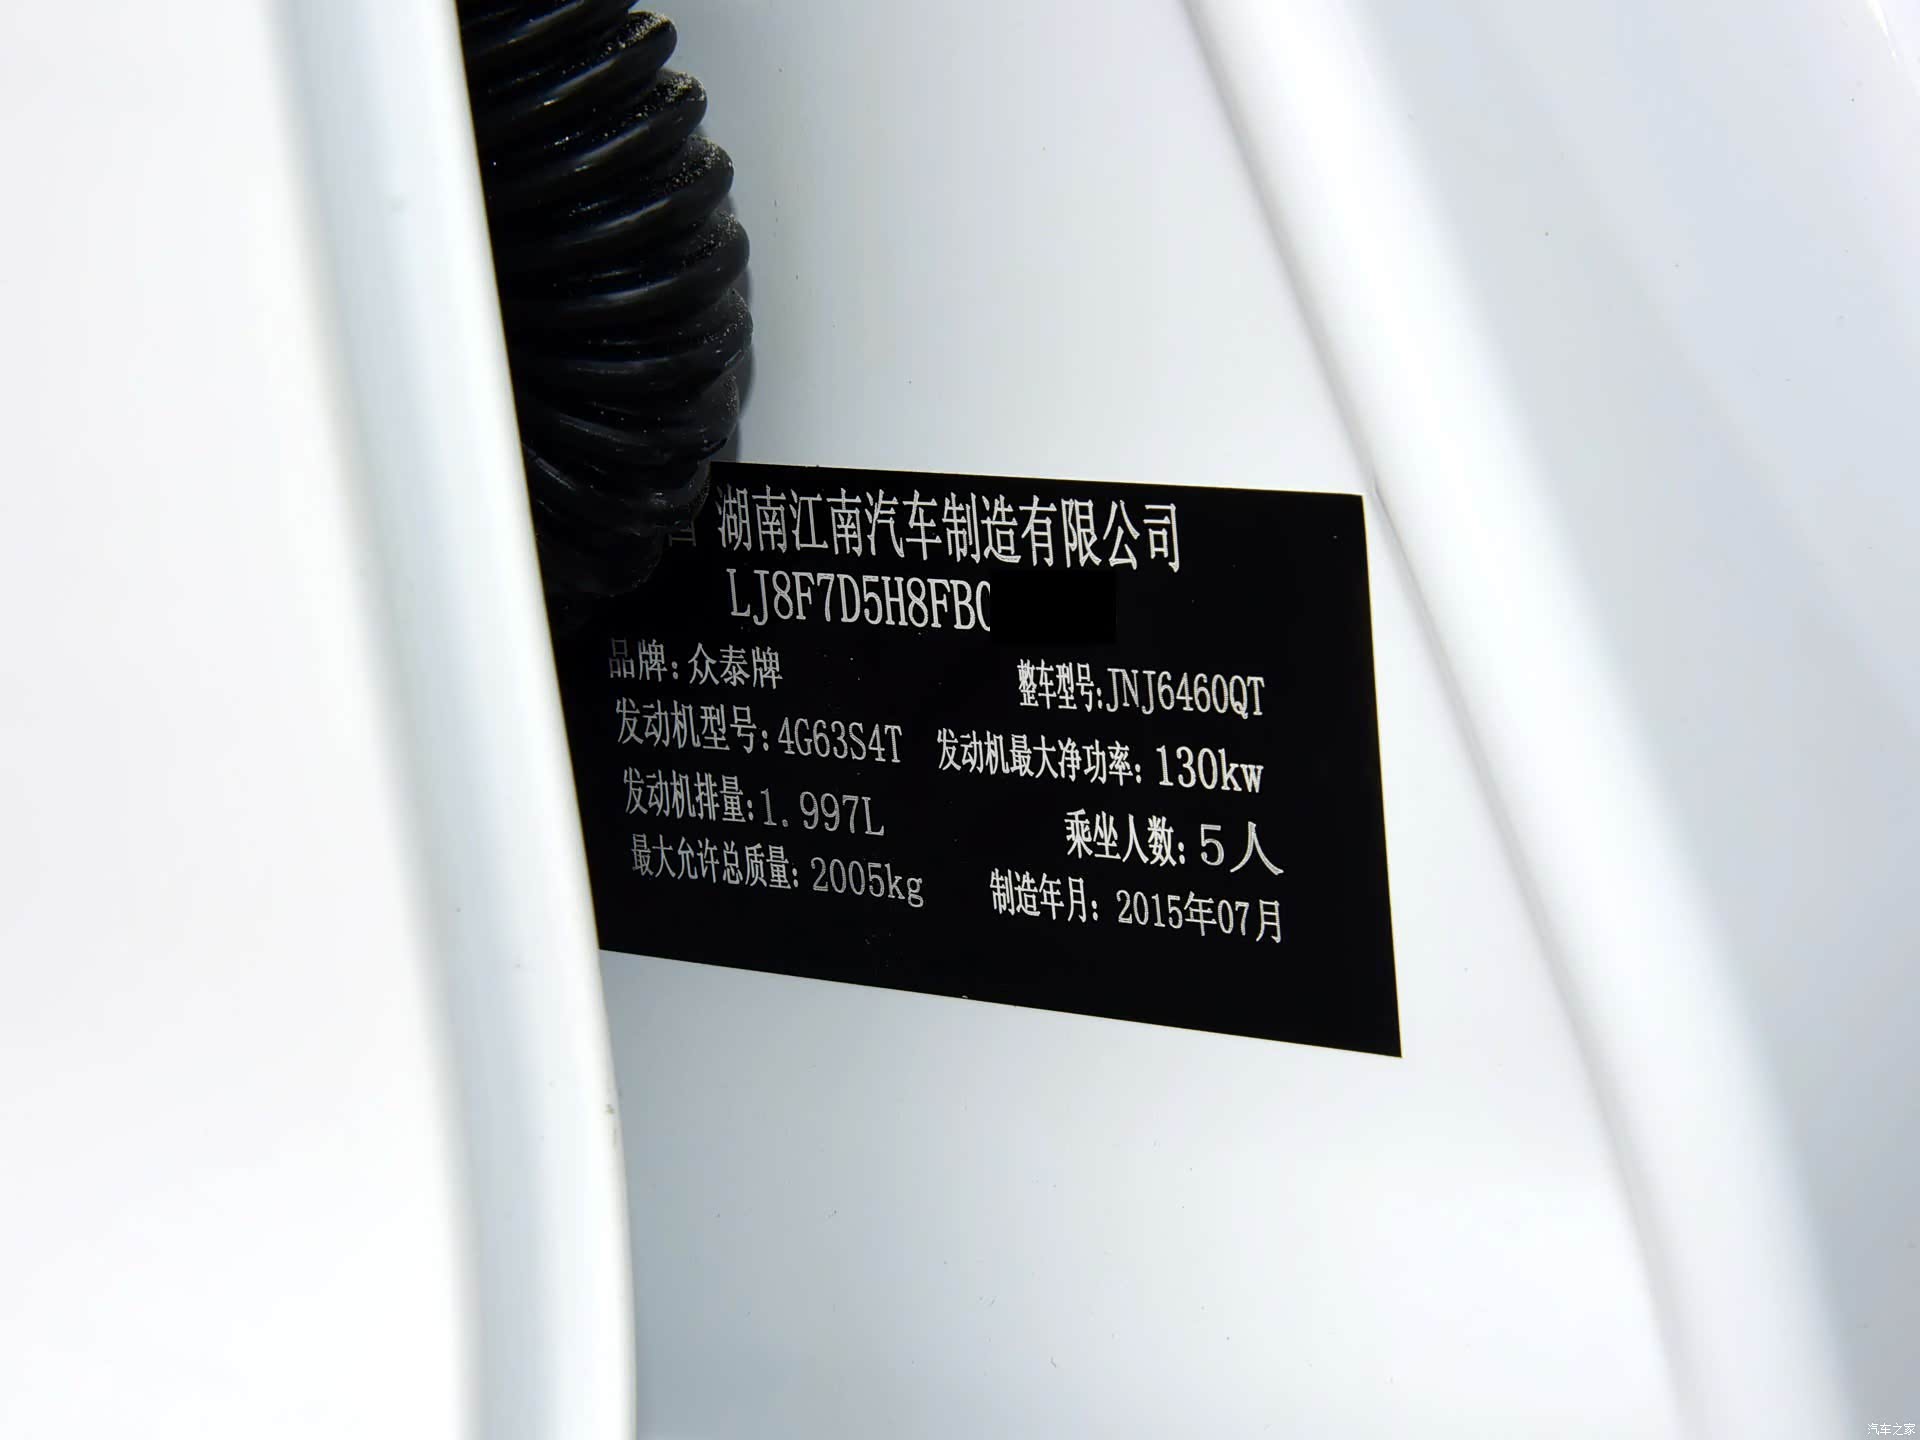 湖南江南汽车制造有限公司
LJ8F7D5H8FB
品牌：众泰牌 整车型号：JNJ6460QT
发动机型号：4G63S4T 发动机最大净功率：130kw
发动机排量：1.997L 乘坐人数：5人
最大允许总质量：2005kg 制造年月：2015年07月
汽车之家